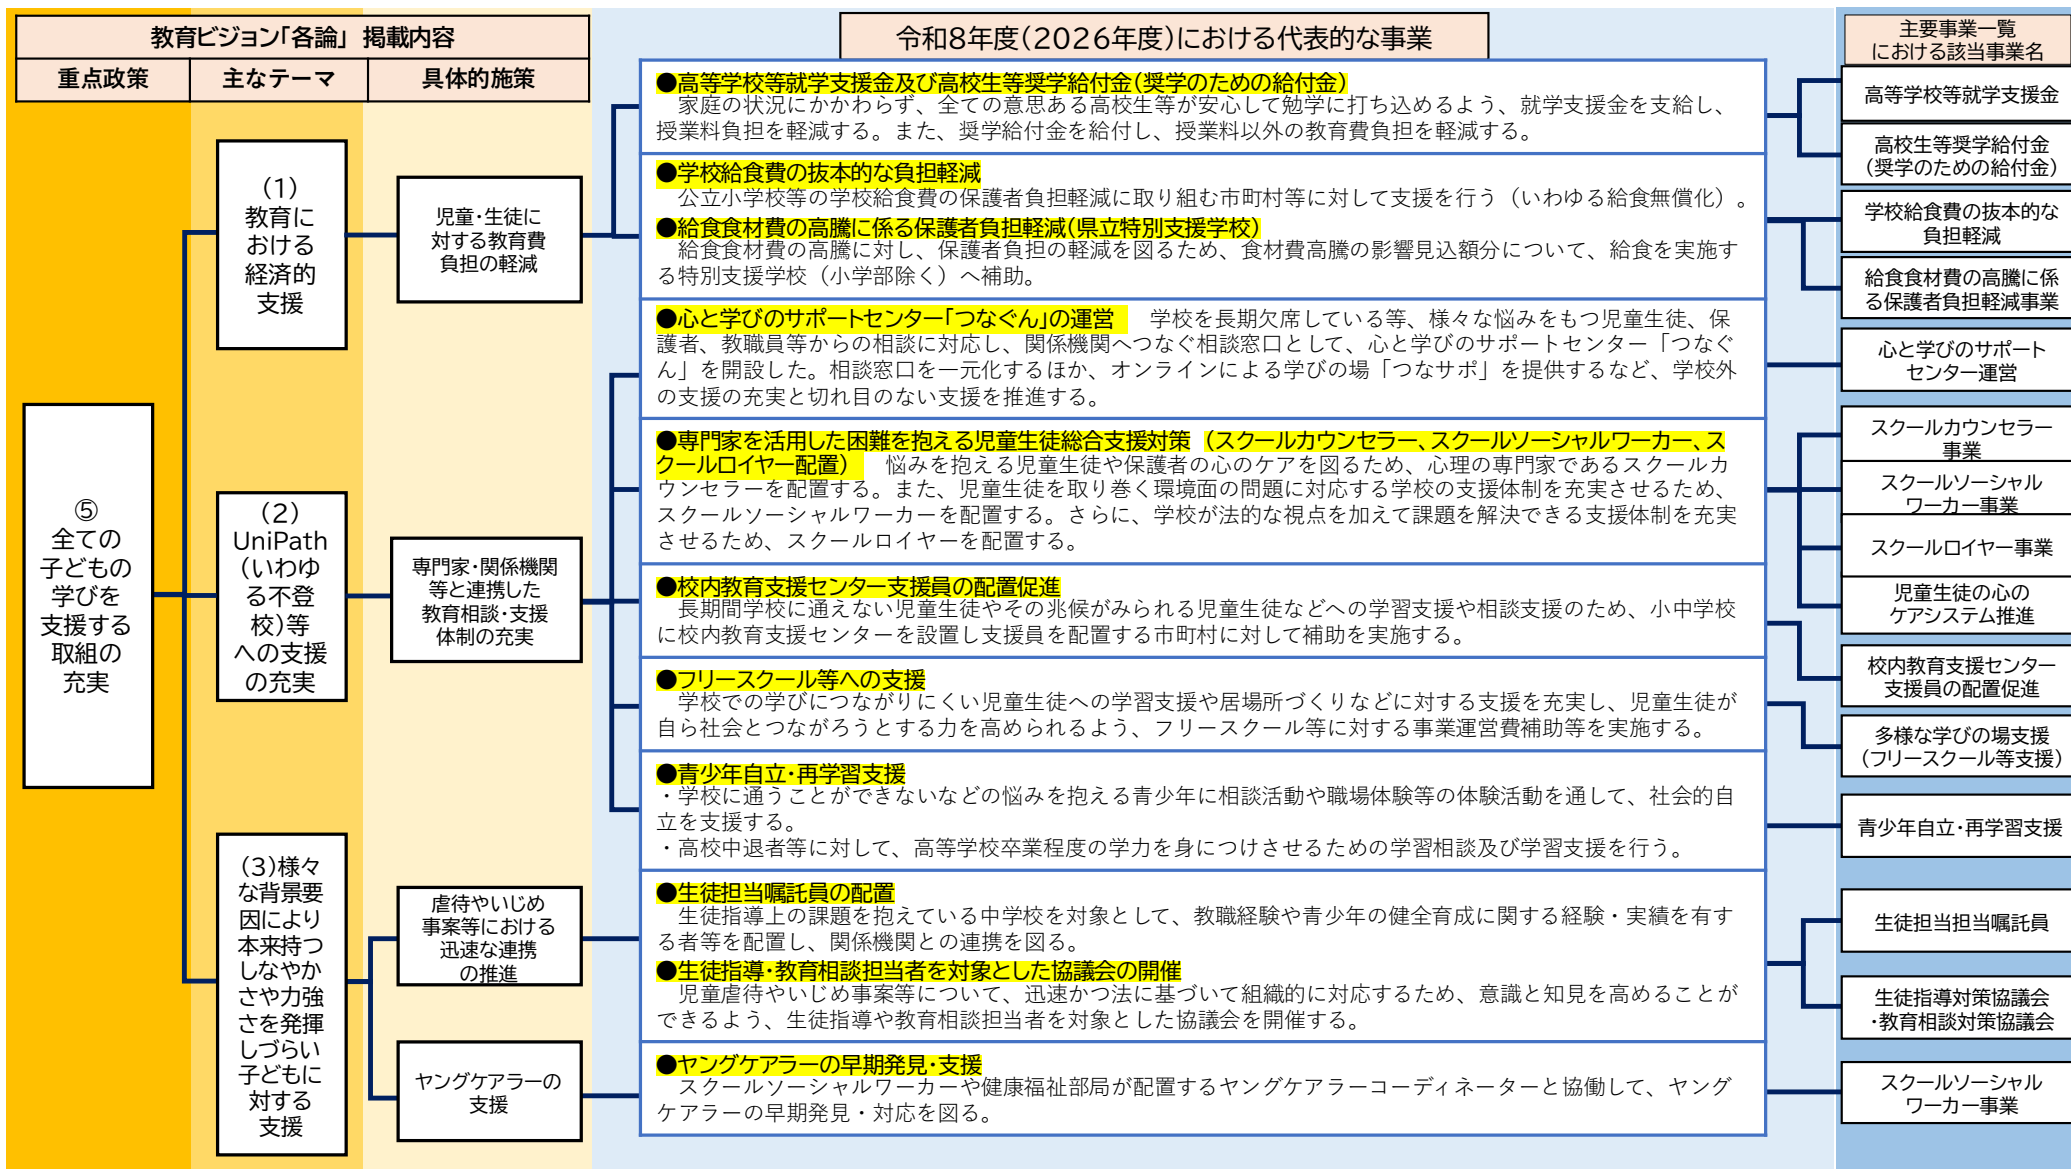 教育ビジョン「各論」 掲載内容
重点政策
主なテーマ
具体的施策
令和8年度(2026年度)における代表的な事業
主要事業一覧
における該当事業名
⑤
全ての
子どもの
学びを
支援する
取組の
充実
(1)
教育に
おける
経済的
支援
児童・生徒に
対する教育費
負担の軽減
●高等学校等就学支援金及び高校生等奨学給付金(奨学のための給付金)
家庭の状況にかかわらず、全ての意思ある高校生等が安心して勉学に打ち込めるよう、就学支援金を支給し、
授業料負担を軽減する。また、奨学給付金を給付し、授業料以外の教育費負担を軽減する。
高等学校等就学支援金
高校生等奨学給付金
(奨学のための給付金)
●学校給食費の抜本的な負担軽減
公立小学校等の学校給食費の保護者負担軽減に取り組む市町村等に対して支援を行う(いわゆる給食無償化)。
●給食食材費の高騰に係る保護者負担軽減(県立特別支援学校)
給食食材費の高騰に対し、保護者負担の軽減を図るため、食材費高騰の影響見込額分について、給食を実施す
る特別支援学校(小学部除く)へ補助。
学校給食費の抜本的な
負担軽減
給食食材費の高騰に係
る保護者負担軽減事業
(2)
UniPath
(いわゆ
る不登
校)等
への支援
の充実
専門家・関係機関
等と連携した
教育相談・支援
体制の充実
●心と学びのサポートセンター「つなぐん」の運営 学校を長期欠席している等、様々な悩みをもつ児童生徒、保
護者、教職員等からの相談に対応し、関係機関へつなぐ相談窓口として、心と学びのサポートセンター「つなぐ
ん」を開設した。相談窓口を一元化するほか、オンラインによる学びの場「つなサポ」を提供するなど、学校外
の支援の充実と切れ目のない支援を推進する。
心と学びのサポート
センター運営
●専門家を活用した困難を抱える児童生徒総合支援対策 (スクールカウンセラー、スクールソーシャルワーカー、ス
クールロイヤー配置) 悩みを抱える児童生徒や保護者の心のケアを図るため、心理の専門家であるスクールカ
ウンセラーを配置する。また、児童生徒を取り巻く環境面の問題に対応する学校の支援体制を充実させるため、
スクールソーシャルワーカーを配置する。さらに、学校が法的な視点を加えて課題を解決できる支援体制を充実
させるため、スクールロイヤーを配置する。
スクールカウンセラー
事業
スクールソーシャル
ワーカー事業
スクールロイヤー事業
児童生徒の心の
ケアシステム推進
●校内教育支援センター支援員の配置促進
長期間学校に通えない児童生徒やその兆候がみられる児童生徒などへの学習支援や相談支援のため、小中学校
に校内教育支援センターを設置し支援員を配置する市町村に対して補助を実施する。
校内教育支援センター
支援員の配置促進
●フリースクール等への支援
学校での学びにつながりにくい児童生徒への学習支援や居場所づくりなどに対する支援を充実し、児童生徒が
自ら社会とつながろうとする力を高められるよう、フリースクール等に対する事業運営費補助等を実施する。
多様な学びの場支援
(フリースクール等支援)
●青少年自立・再学習支援
・学校に通うことができないなどの悩みを抱える青少年に相談活動や職場体験等の体験活動を通して、社会的自
立を支援する。
・高校中退者等に対して、高等学校卒業程度の学力を身につけさせるための学習相談及び学習支援を行う。
青少年自立・再学習支援
(3)様々
な背景要
因により
本来持つ
しなやか
さや力強
さを発揮
しづらい
子どもに
対する
支援
虐待やいじめ
事案等における
迅速な連携
の推進
●生徒担当嘱託員の配置
生徒指導上の課題を抱えている中学校を対象として、教職経験や青少年の健全育成に関する経験・実績を有す
る者等を配置し、関係機関との連携を図る。
●生徒指導・教育相談担当者を対象とした協議会の開催
児童虐待やいじめ事案等について、迅速かつ法に基づいて組織的に対応するため、意識と知見を高めることが
できるよう、生徒指導や教育相談担当者を対象とした協議会を開催する。
生徒担当担当嘱託員
生徒指導対策協議会
・教育相談対策協議会
ヤングケアラーの
支援
●ヤングケアラーの早期発見・支援
スクールソーシャルワーカーや健康福祉部局が配置するヤングケアラーコーディネーターと協働して、ヤング
ケアラーの早期発見・対応を図る。
スクールソーシャル
ワーカー事業